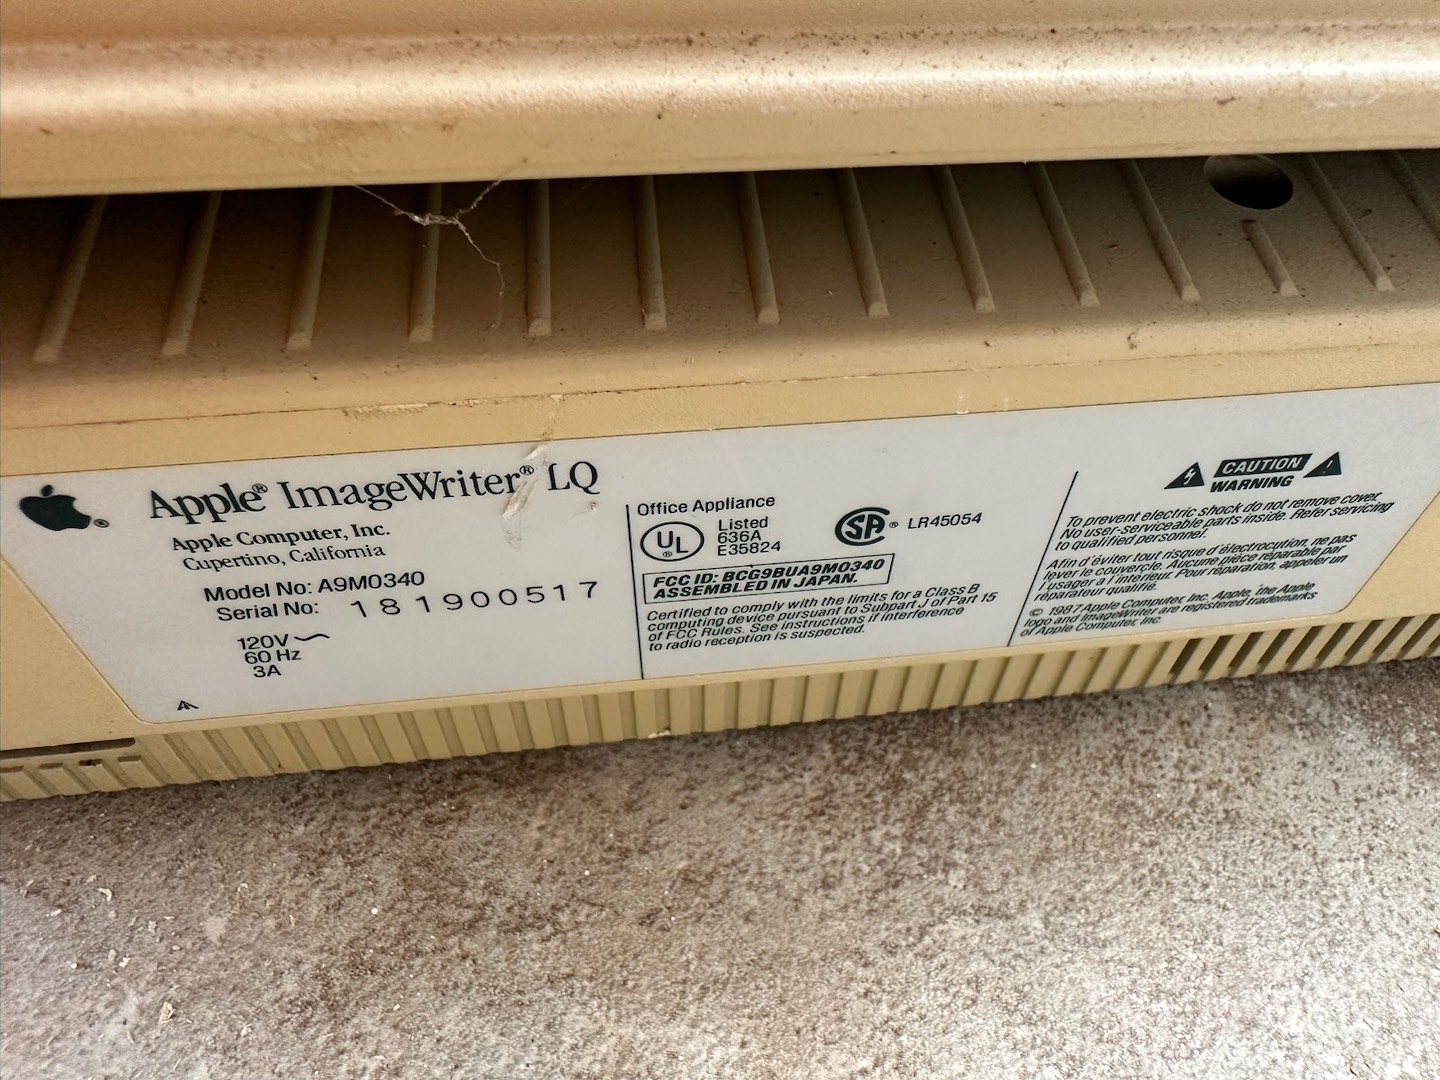 Apple® ImageWriter® LQ
Apple Computer, Inc.
Cupertino, California
Model No: A9M0340
Serial No: 181900517
120V
60 Hz
3A
Office Appliance
UL
Listed
636A
E35824
SA® LR45054
FCC ID: BCG9BUA9M0340
ASSEMBLED IN JAPAN.
Certified to comply with the limits for a Class B
computing device pursuant to Subpart J of Part 15
of FCC Rules. See instructions if interference
to radio reception is suspected.
CAUTION
WARNING
To prevent electric shock do not remove cover.
No user-serviceable parts inside. Refer servicing
to qualified personnel.
Afin d'éviter tout risque d'électrocution, ne pas
lever le couvercle. Aucune pièce réparable par
l'usager a l'intérieur. Pour réparation, appeler un
réparateur qualifié.
© 1987 Apple Computer, Inc. Apple, the Apple
logo and ImageWriter are registered trademarks
of Apple Computer, Inc.